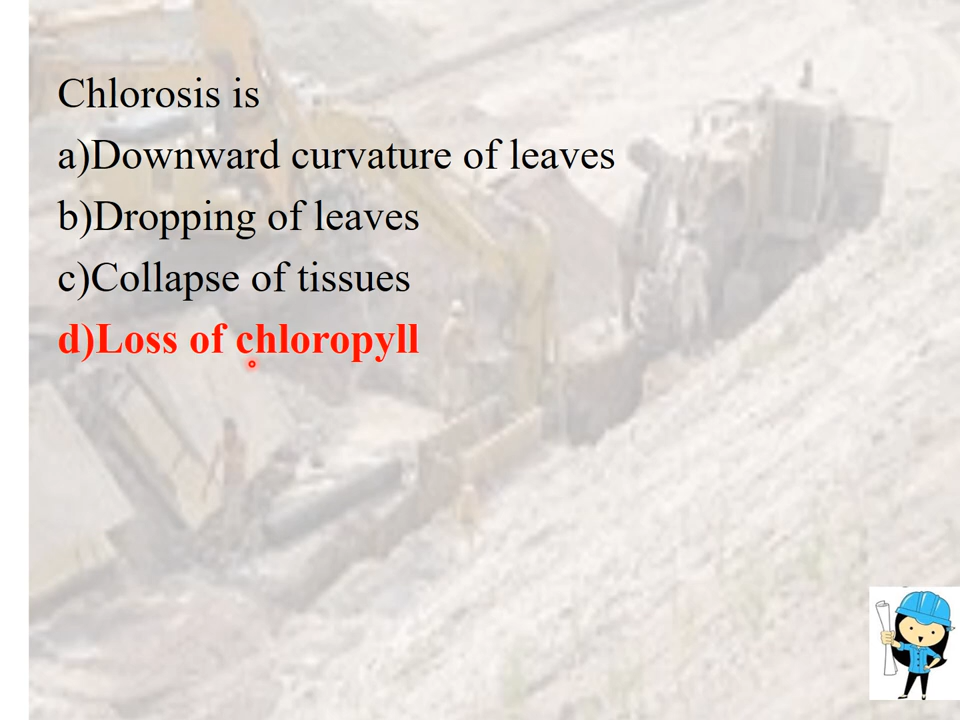 Chlorosis is
a)Downward curvature of leaves
b)Dropping of leaves
c)Collapse of tissues
d)Loss of chloropyll